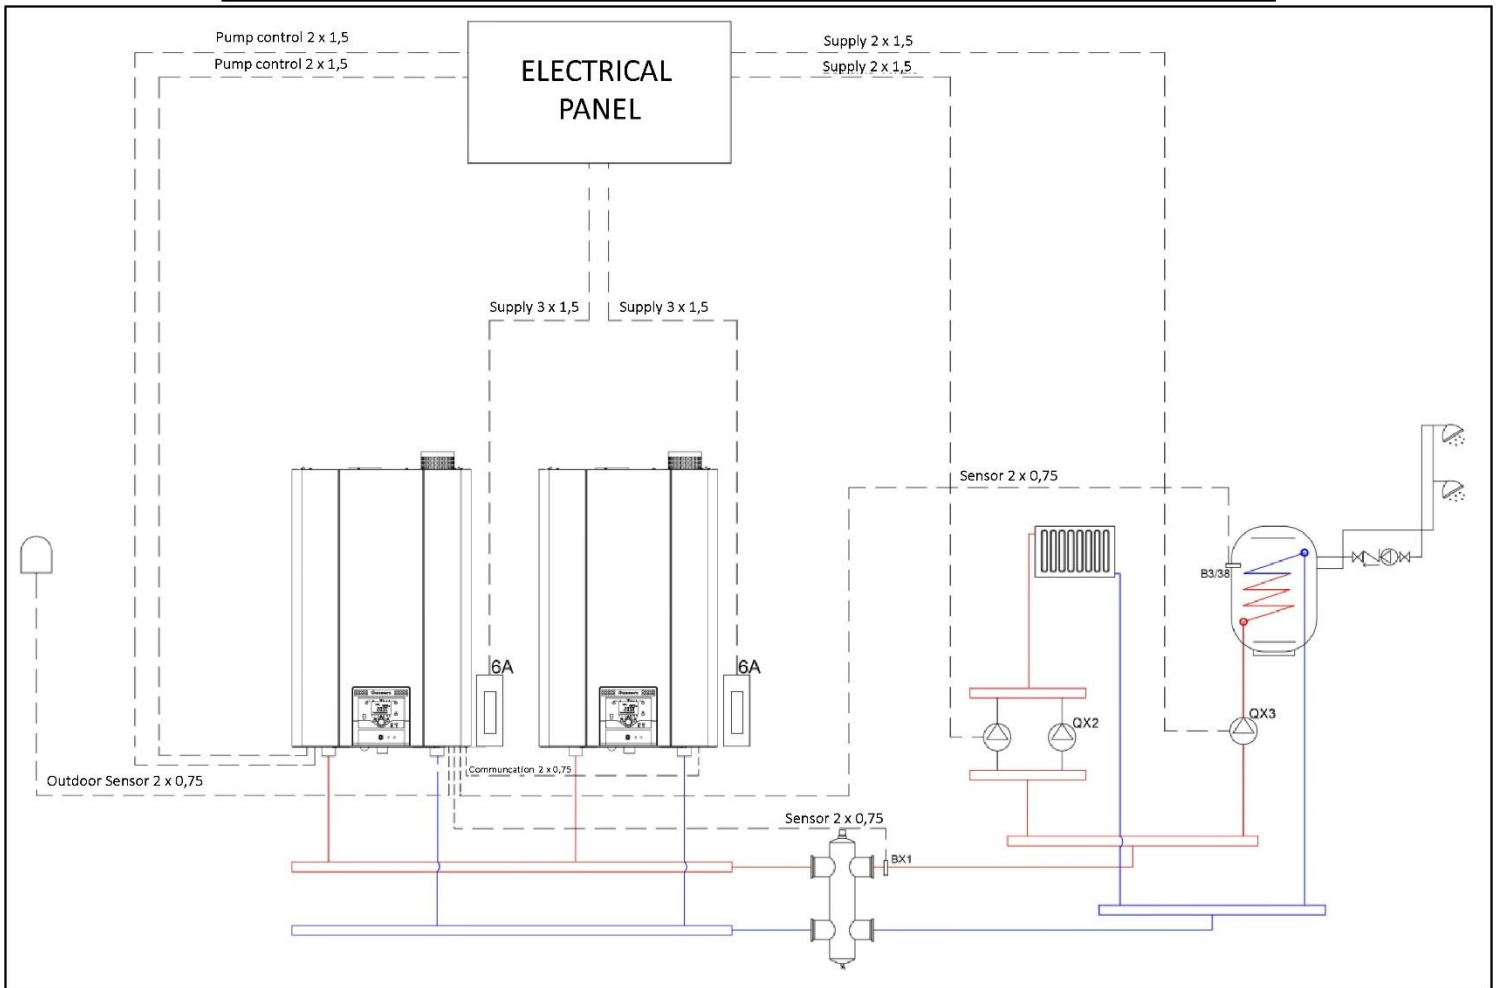 Pump control 2 x 1,5
Pump control 2 x 1,5
ELECTRICAL
PANEL
Supply 2 x 1,5
Supply 2 x 1,5
Supply 3 x 1,5
Supply 3 x 1,5
Sensor 2 x 0,75
B3/38
6A
6A
QX2
QX3
Communcation 2 x 0,75
Outdoor Sensor 2 x 0,75
Sensor 2 x 0,75
BX1